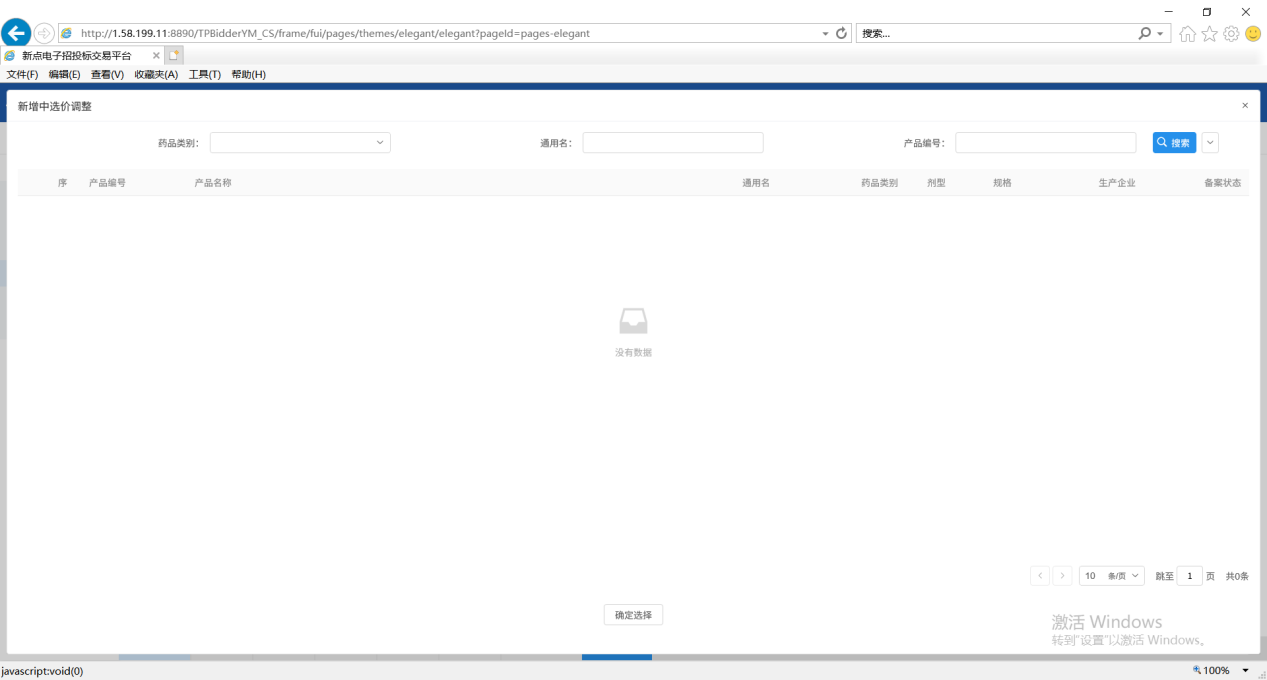 http://1.58.199.11:8890/TPBidderYM_CS/frame/fui/pages/themes/elegant/elegant?pageId=pages-elegant
搜索...
新点电子招投标交易平台
文件(F) 编辑(E) 查看(V) 收藏夹(A) 工具(T) 帮助(H)
新增中选价调整
药品类别: 通用名: 产品编号: 搜索
序 产品编号 产品名称 通用名 药品类别 剂型 规格 生产企业 备案状态
没有数据
10 条/页 跳至 1 页 共0条
确定选择
激活 Windows
转到"设置"以激活 Windows。
javascript:void(0)
100%